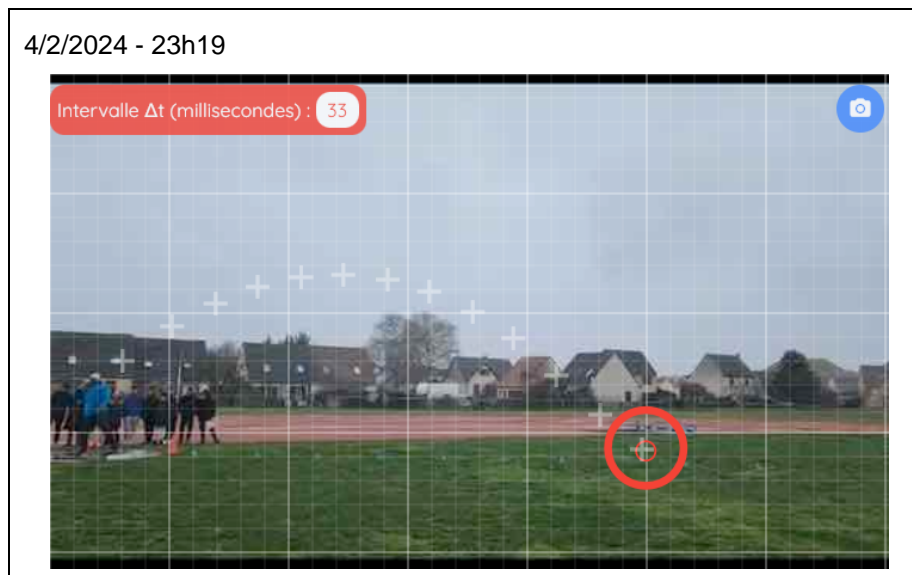 4/2/2024 - 23h19
Intervalle Δt (millisecondes) : 33